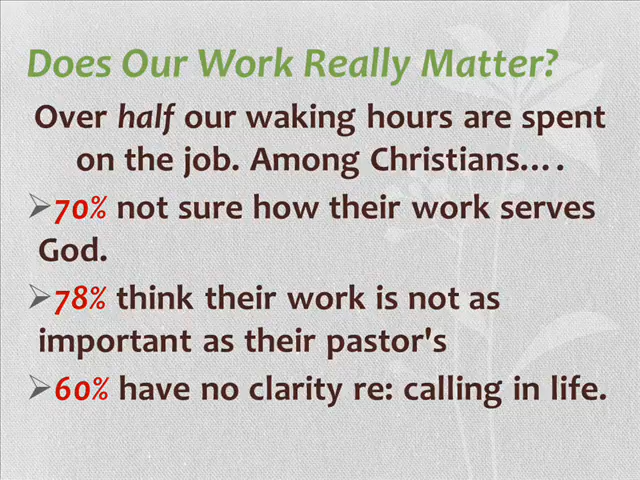 Does Our Work Really Matter?
Over half our waking hours are spent
on the job. Among Christians….
➢70% not sure how their work serves
God.
➢78% think their work is not as
important as their pastor's
➢60% have no clarity re: calling in life.